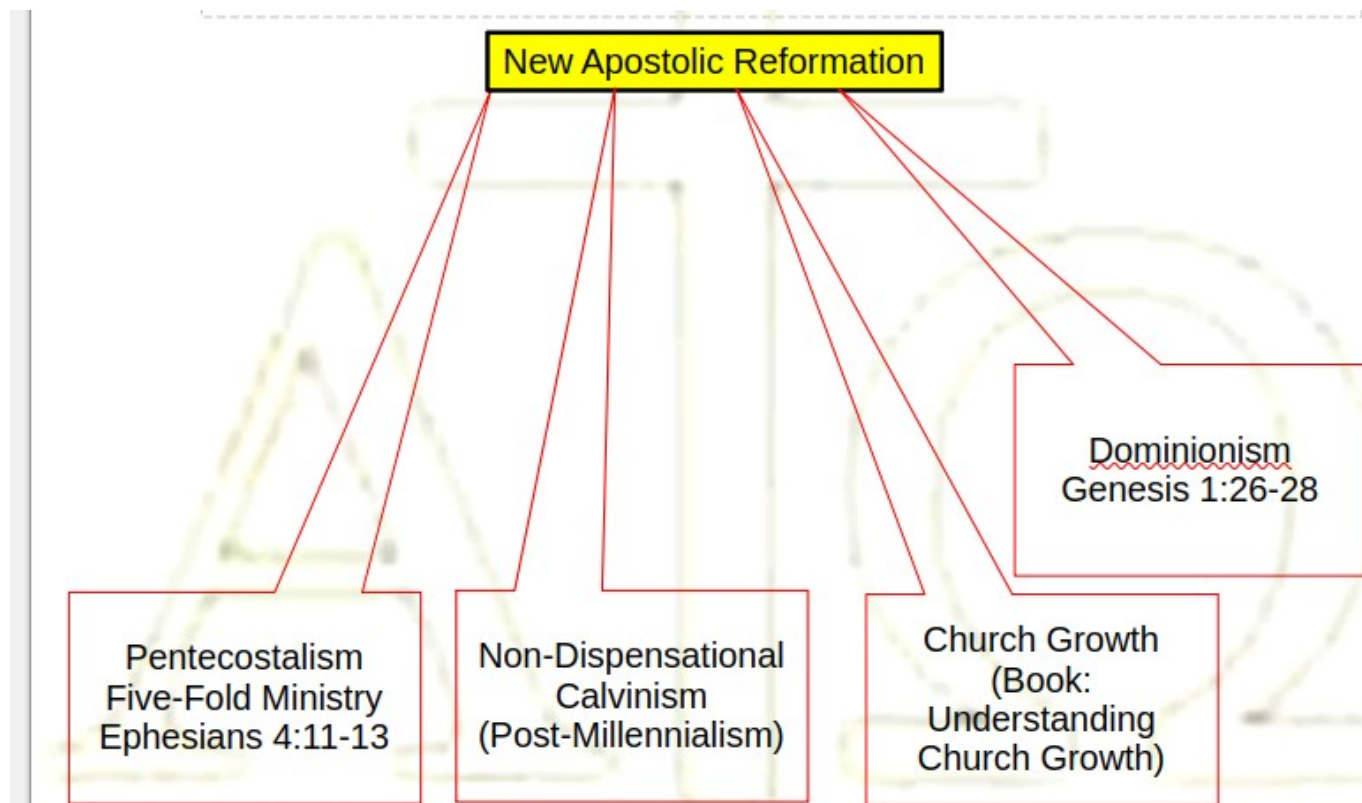 New Apostolic Reformation
Dominionism
Genesis 1:26-28
Pentecostalism
Five-Fold Ministry
Ephesians 4:11-13
Non-Dispensational
Calvinism
(Post-Millennialism)
Church Growth
(Book:
Understanding
Church Growth)